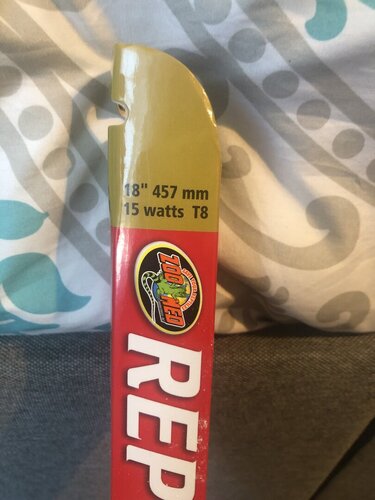 18" 457 mm
15 watts T8
ZOO MED
REP